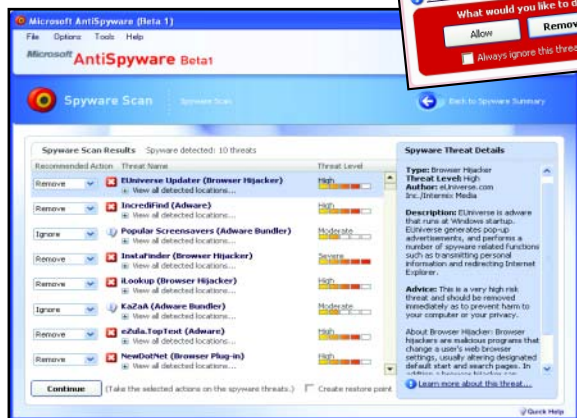 Microsoft AntiSpyware (Beta 1)
File Options Tools Help
Microsoft AntiSpyware Beta1
What would you like to d
Allow
Remov
Always ignore this threa
Spyware Scan
Spyware Scan
Back to Spyware Summary
Spyware Scan Results Spyware detected: 10 threats
Recommended Action Threat Name Threat Level
Remove EUniverse Updater (Browser Hijacker) High
View all detected locations...
Remove IncrediFind (Adware) High
View all detected locations...
Ignore Popular Screensavers (Adware Bundler) Moderate
View all detected locations...
Remove InstaFinder (Browser Hijacker) Severe
View all detected locations...
Remove iLookup (Browser Hijacker) High
View all detected locations...
Ignore KaZaA (Adware Bundler) Moderate
View all detected locations...
Remove eZula.TopText (Adware) High
View all detected locations...
Remove NewDotNet (Browser Plug-in) High
View all detected locations...
Continue (Take the selected actions on the spyware threats.) Create restore point
Spyware Threat Details
Type: Browser Hijacker
Threat Level: High
Author: eUniverse.com
Inc./Intermix Media
Description: EUniverse is adware
that runs at Windows startup.
EUniverse generates pop-up
advertisements, and performs a
number of spyware related functions
such as transmitting personal
information and redirecting Internet
Explorer.
Advice: This is a very high risk
threat and should be removed
immediately as to prevent harm to
your computer or your privacy.
About Browser Hijacker: Browser
hijackers are malicious programs that
change a user's web browser
settings, usually altering designated
default start and search pages. In
Learn more about this threat...
Quick Help